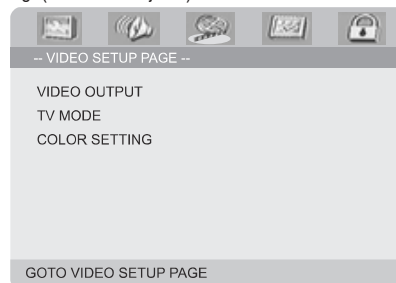 -- VIDEO SETUP PAGE --
VIDEO OUTPUT
TV MODE
COLOR SETTING
GOTO VIDEO SETUP PAGE